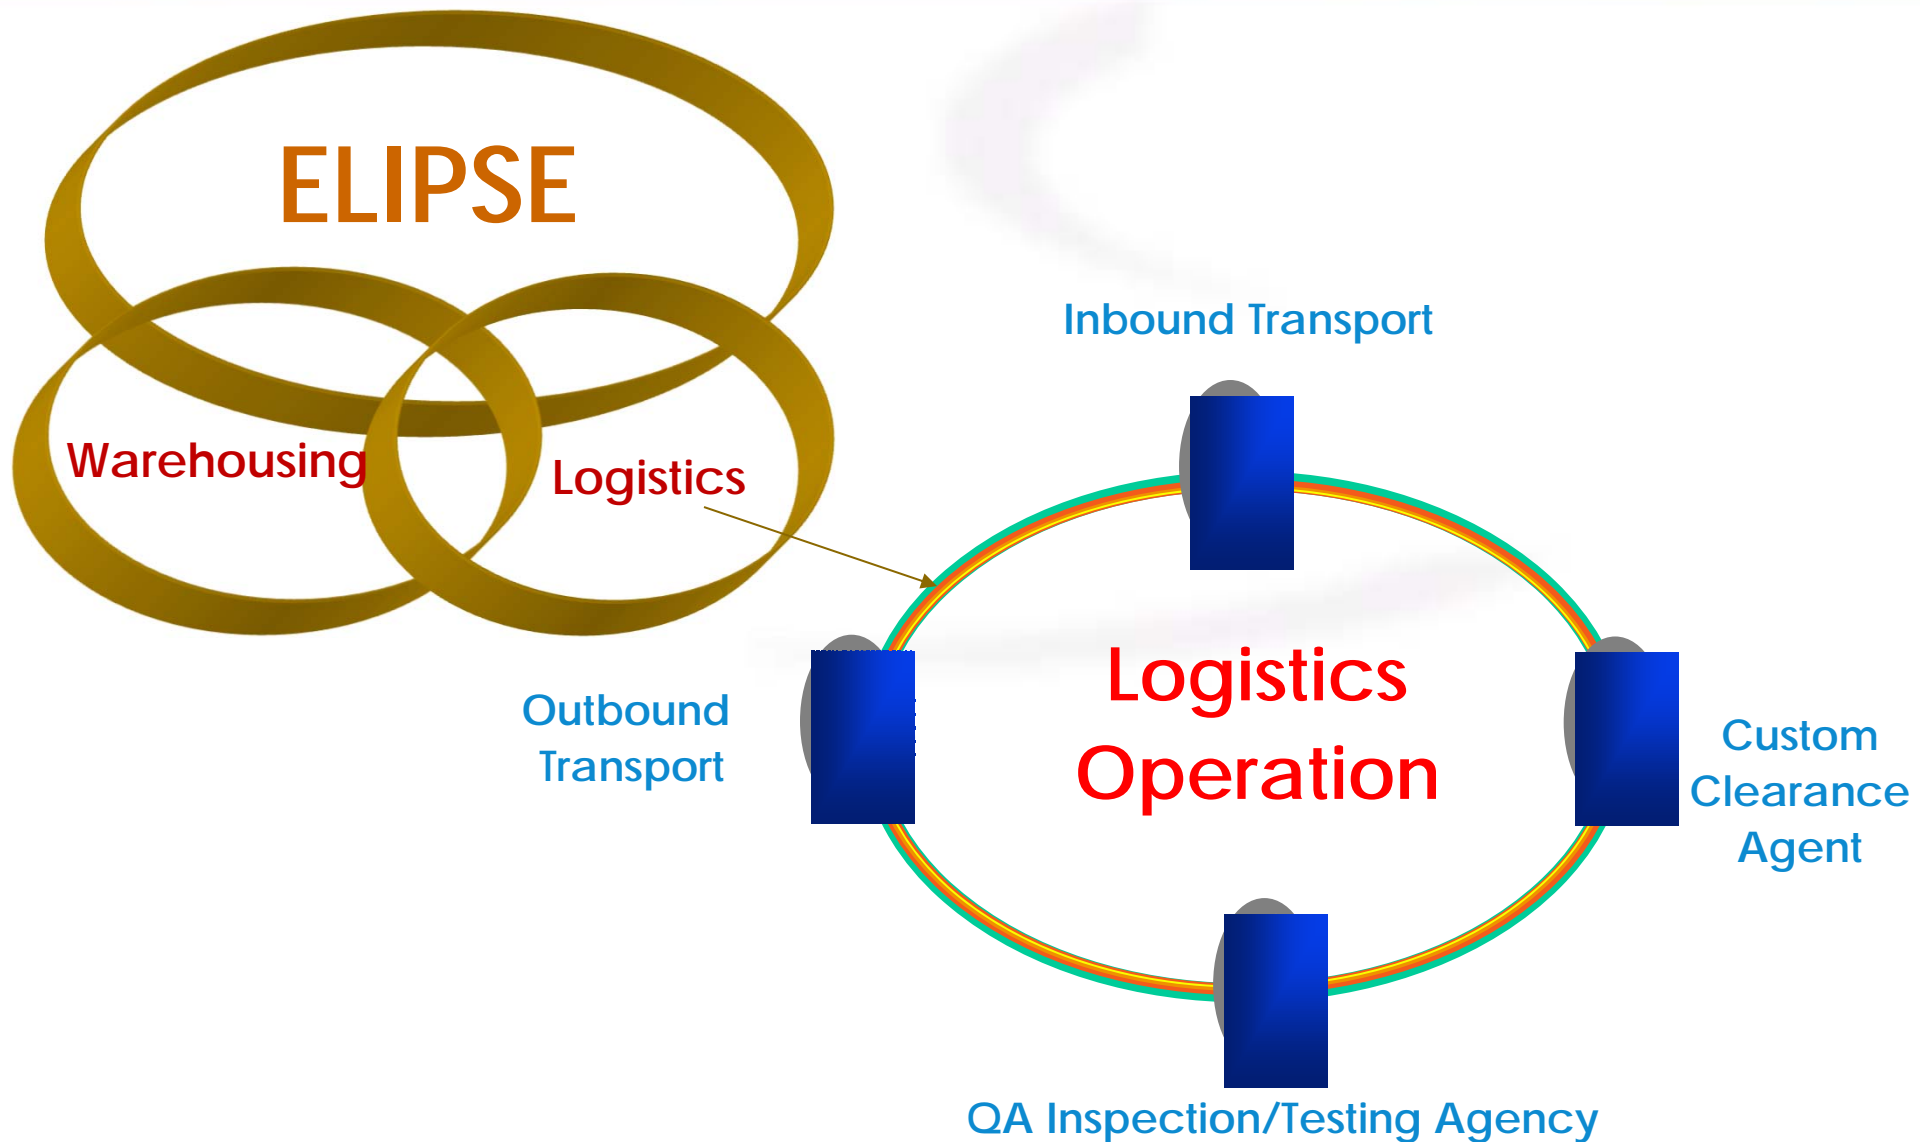 ELIPSE
Warehousing
Logistics
Inbound Transport
Outbound
Transport
Logistics
Operation
Custom
Clearance
Agent
QA Inspection/Testing Agency